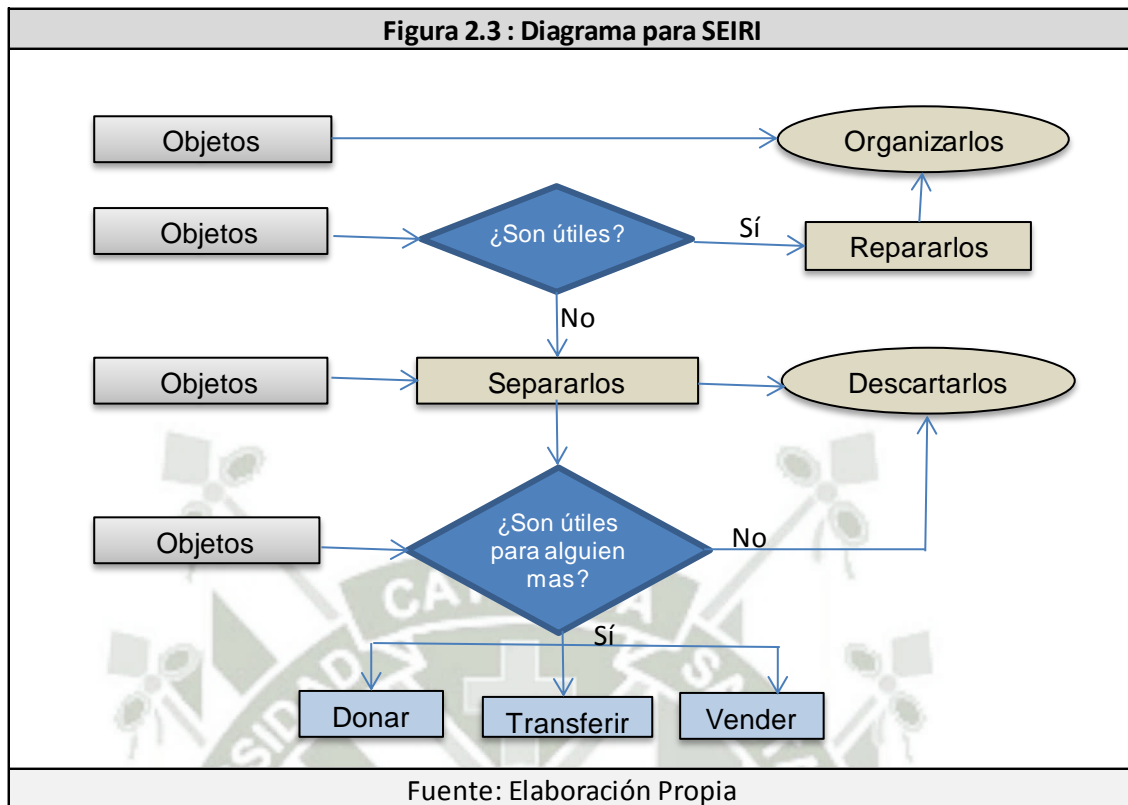 Figura 2.3 : Diagrama para SEIRI
Objetos
Organizarlos
Objetos
¿Son útiles?
Sí
Repararlos
No
Objetos
Separarlos
Descartarlos
Objetos
¿Son útiles
para alguien
mas?
No
Sí
Donar
Transferir
Vender
Fuente: Elaboración Propia